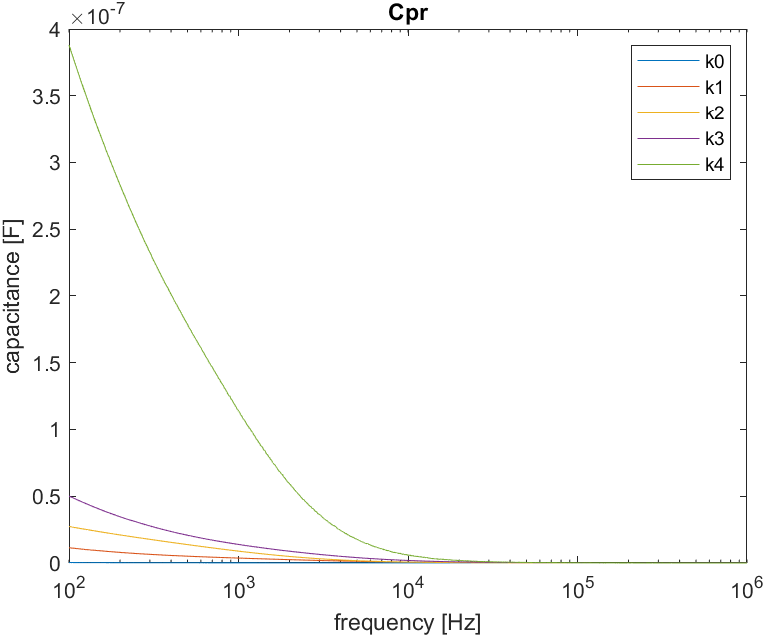 Cpr
×10⁻⁷
4
3.5
3
2.5
2
1.5
1
0.5
0
capacitance [F]
k0
k1
k2
k3
k4
10² 10³ 10⁴ 10⁵ 10⁶
frequency [Hz]